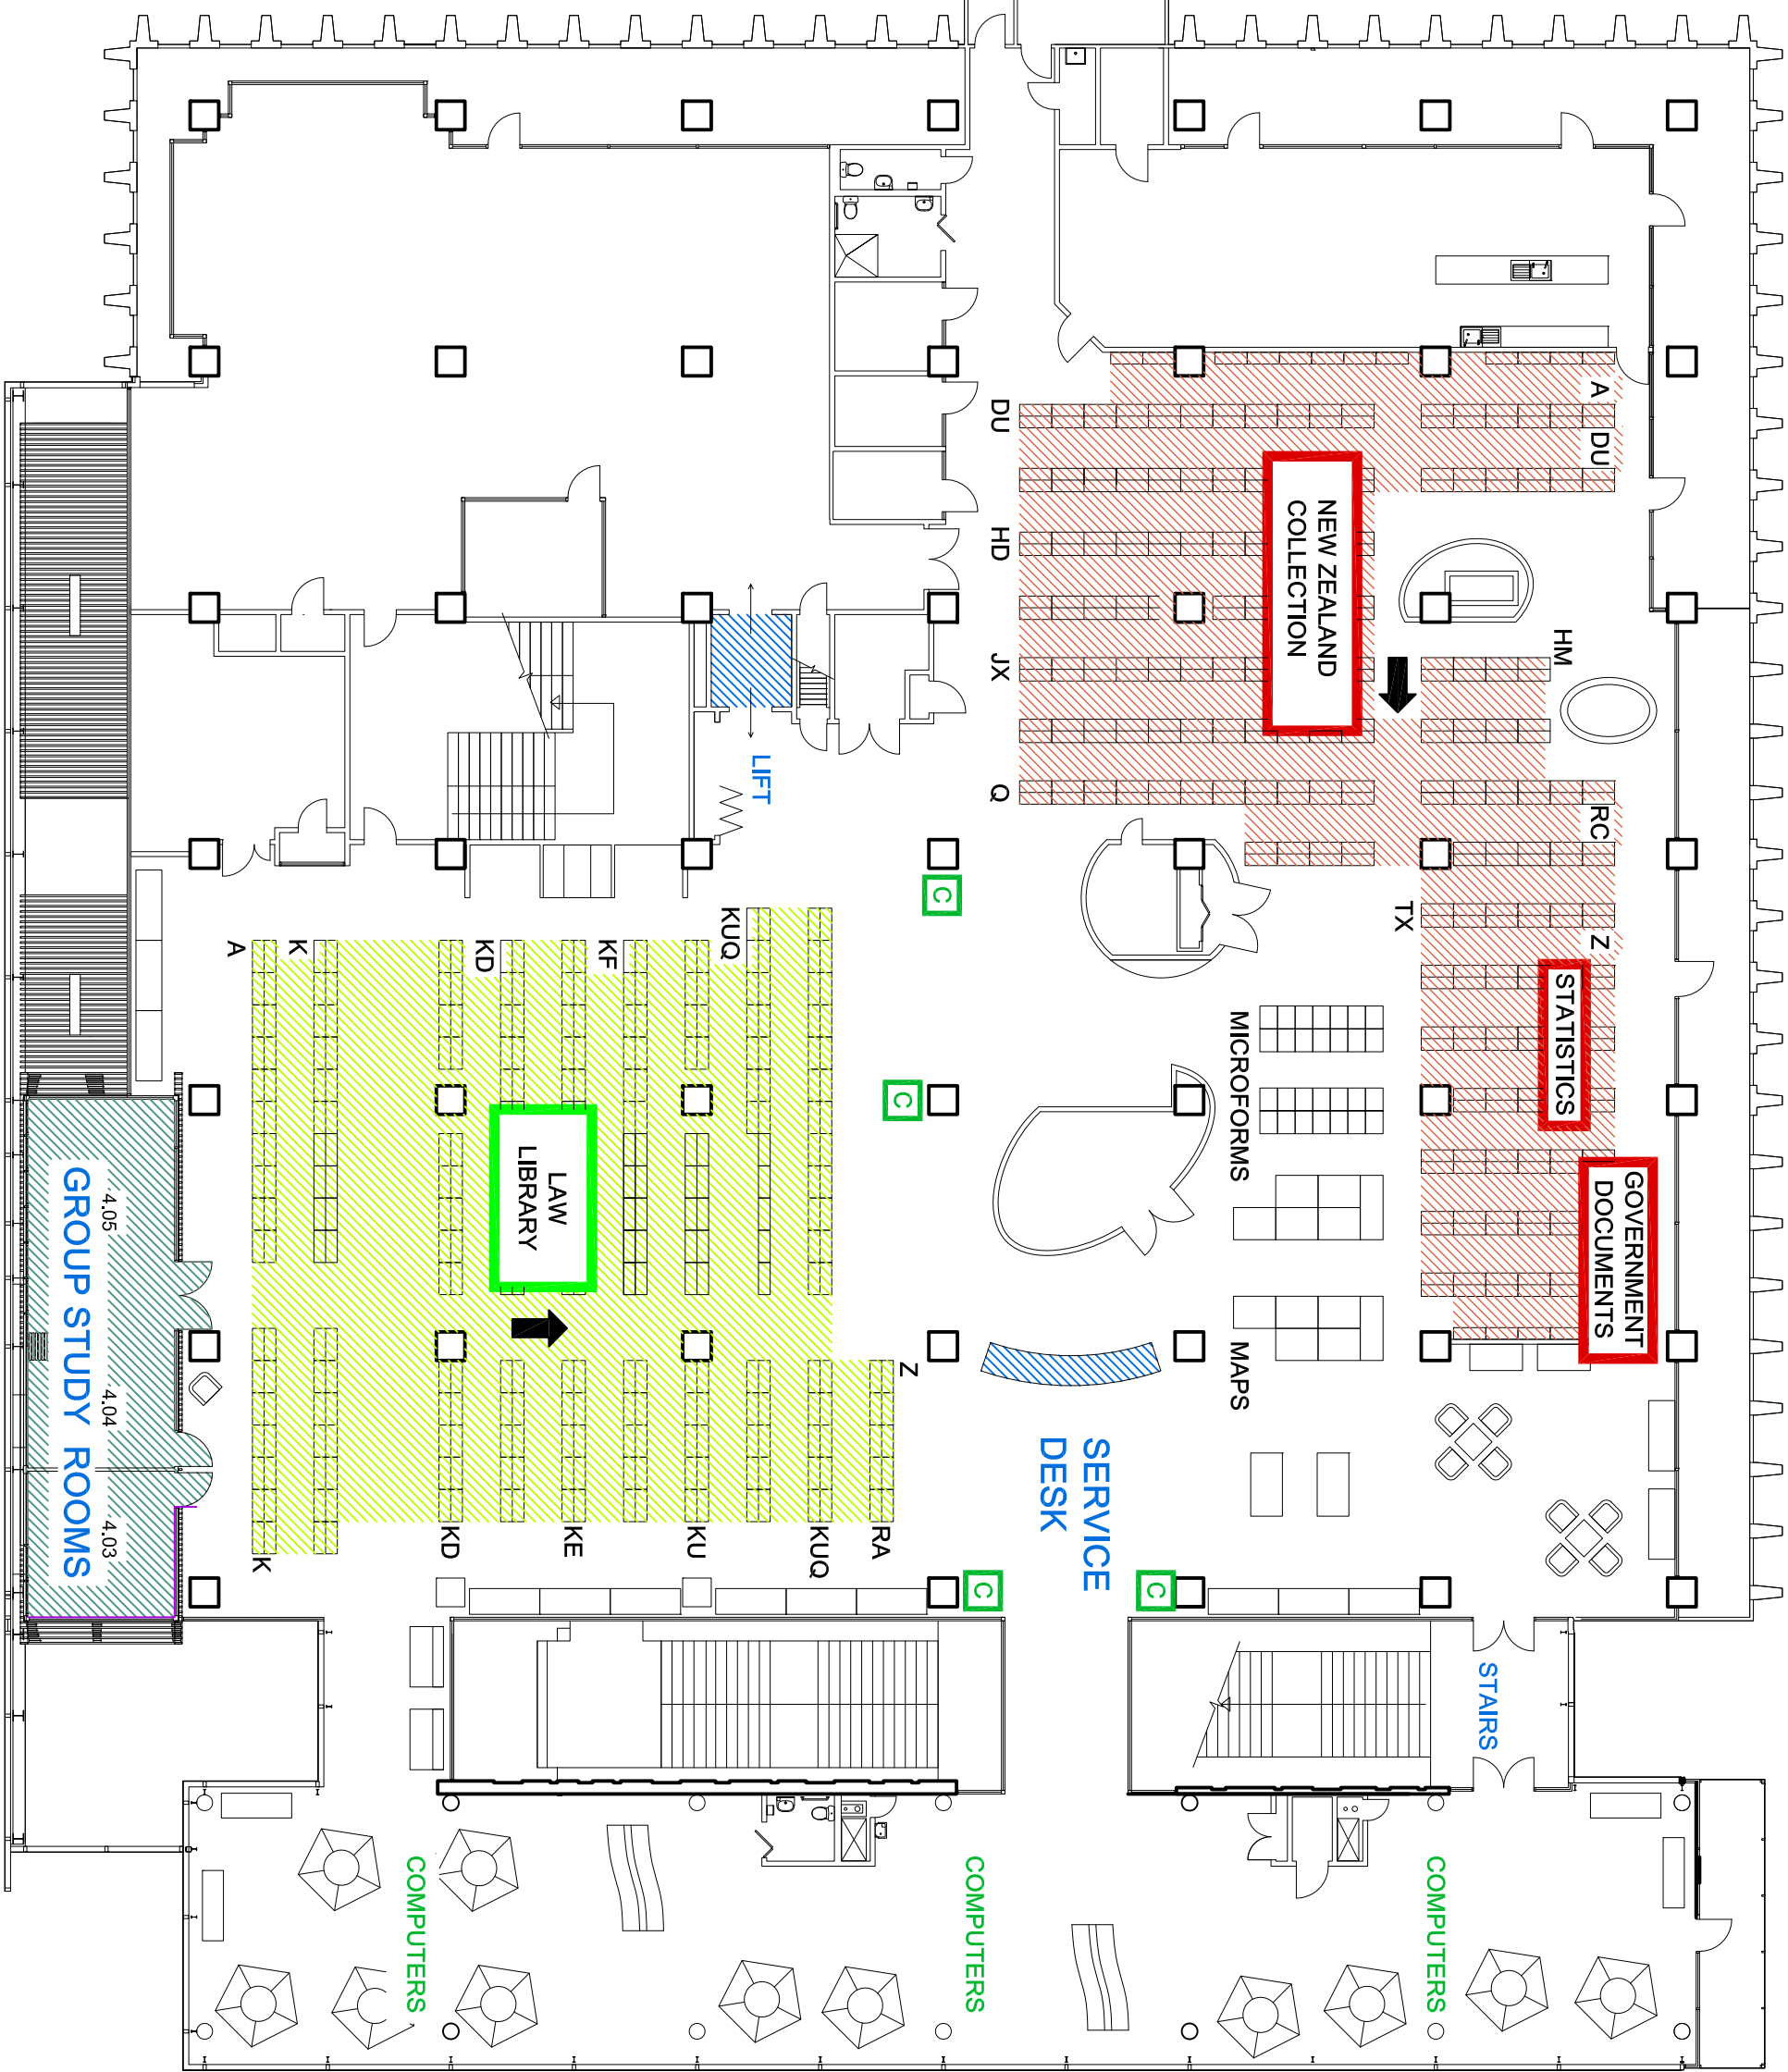 GOVERNMENT
DOCUMENTS
A
DU
RC
Z
STATISTICS
HM
STAIRS
COMPUTERS
TX
NEW ZEALAND
COLLECTION
MICROFORMS
MAPS
SERVICE
DESK
C
DU
HD
JX
Q
C
COMPUTERS
C
Z
C
RA
KUQ
LIFT
KUQ
KU
KF
KE
LAW
LIBRARY
KD
KD
COMPUTERS
K
K
A
4.05
4.04
4.03
GROUP STUDY ROOMS